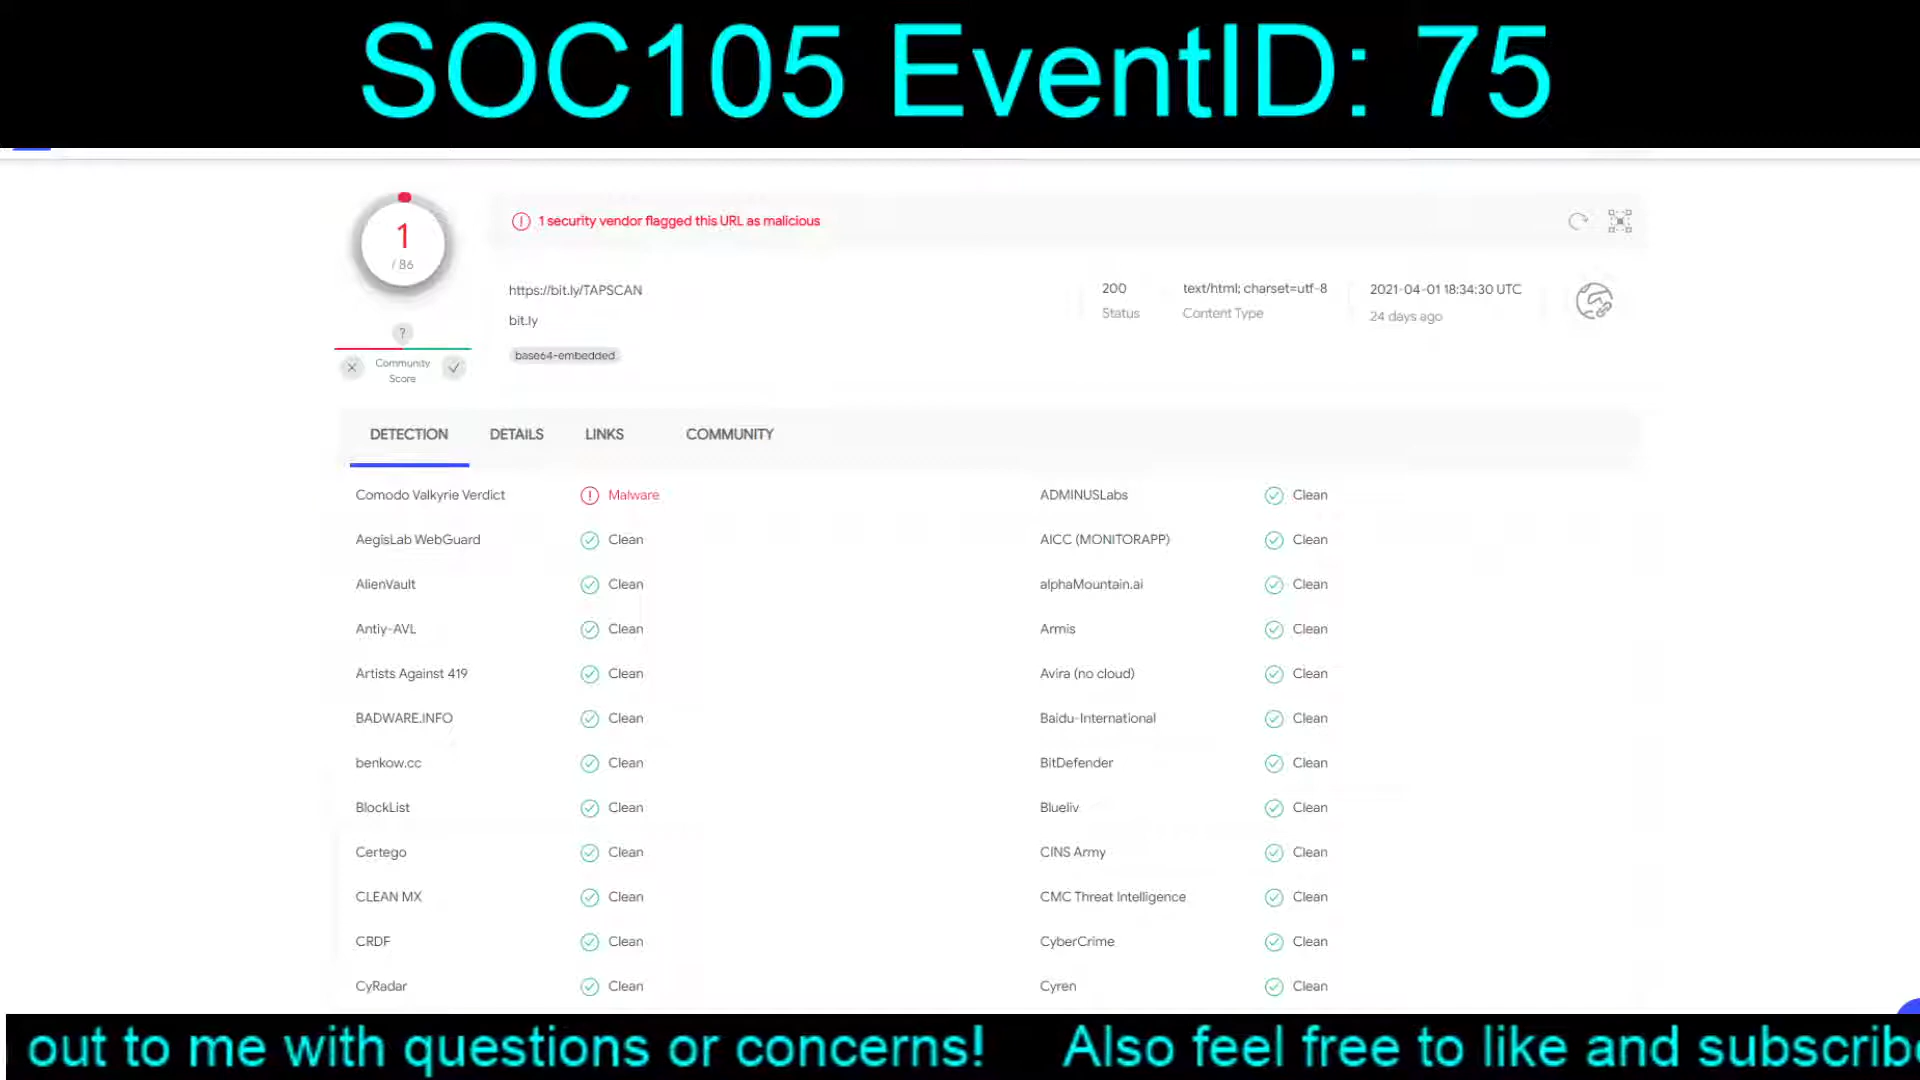 SOC105 EventID: 75
1
/ 86
1 security vendor flagged this URL as malicious
https://bit.ly/TAPSCAN
bit.ly
base64-embedded
200
Status
text/html; charset=utf-8
Content Type
2021-04-01 18:34:30 UTC
24 days ago
?
Community
Score
DETECTION DETAILS LINKS COMMUNITY
Comodo Valkyrie Verdict Malware ADMINUSLabs Clean
AegisLab WebGuard Clean AICC (MONITORAPP) Clean
AlienVault Clean alphaMountain.ai Clean
Antiy-AVL Clean Armis Clean
Artists Against 419 Clean Avira (no cloud) Clean
BADWARE.INFO Clean Baidu-International Clean
benkow.cc Clean BitDefender Clean
BlockList Clean Blueliv Clean
Certego Clean CINS Army Clean
CLEAN MX Clean CMC Threat Intelligence Clean
CRDF Clean CyberCrime Clean
CyRadar Clean Cyren Clean
out to me with questions or concerns! Also feel free to like and subscribe